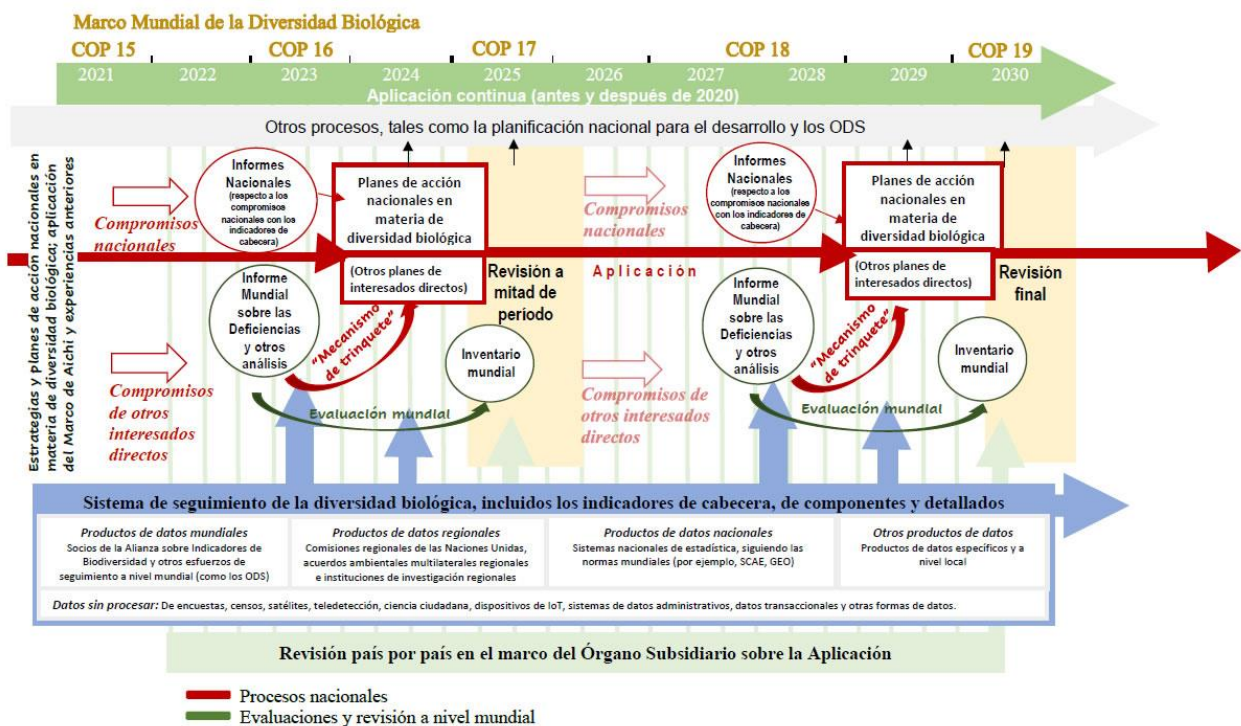 Marco Mundial de la Diversidad Biológica
COP 15 COP 16 COP 17 COP 18 COP 19
2021 2022 2023 2024 2025 2026 2027 2028 2029 2030
Aplicación continua (antes y después de 2020)
Otros procesos, tales como la planificación nacional para el desarrollo y los ODS
Estrategias y planes de acción nacionales en
materia de diversidad biológica; aplicación
del Marco de Aichi y experiencias anteriores
Compromisos
nacionales
Informes
Nacionales
(respecto a los
compromisos
nacionales con los
indicadores de
cabecera)
Planes de acción
nacionales en
materia de
diversidad biológica
(Otros planes de
interesados directos)
Informe
Mundial
sobre las
Deficiencias
y otros
análisis
"Mecanismo
de trinquete"
Revisión a
mitad de
período
Inventario
mundial
Evaluación mundial
Compromisos
de otros
interesados
directos
Compromisos
nacionales
Aplicación
Compromisos de
otros interesados
directos
Informes
Nacionales
(respecto a los
compromisos nacionales
con los indicadores de
cabecera)
Planes de acción
nacionales en
materia de
diversidad biológica
(Otros planes de
interesados directos)
Informe
Mundial
sobre las
Deficiencias
y otros
análisis
"Mecanismo
de trinquete"
Revisión
final
Inventario
mundial
Evaluación mundial
Sistema de seguimiento de la diversidad biológica, incluidos los indicadores de cabecera, de componentes y detallados
Productos de datos mundiales
Socios de la Alianza sobre Indicadores de
Biodiversidad y otros esfuerzos de
seguimiento a nivel mundial (como los ODS)
Productos de datos regionales
Comisiones regionales de las Naciones Unidas,
acuerdos ambientales multilaterales regionales
e instituciones de investigación regionales
Productos de datos nacionales
Sistemas nacionales de estadística, siguiendo las
normas mundiales (por ejemplo, SCAE, GEO)
Otros productos de datos
Productos de datos específicos y a
nivel local
Datos sin procesar: De encuestas, censos, satélites, teledetección, ciencia ciudadana, dispositivos de IoT, sistemas de datos administrativos, datos transaccionales y otras formas de datos.
Revisión país por país en el marco del Órgano Subsidiario sobre la Aplicación
Procesos nacionales
Evaluaciones y revisión a nivel mundial